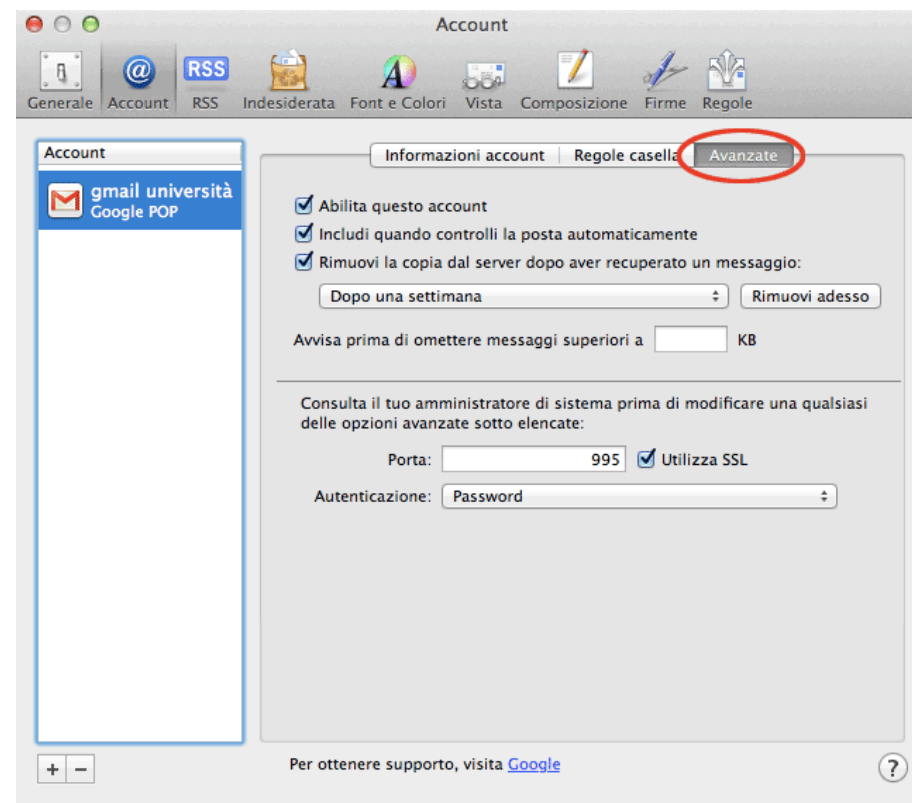 Account
RSS
Generale Account RSS Indesiderata Font e Colori Vista Composizione Firme Regole
Account
Informazioni account Regole casella Avanzate
gmail università
Google POP
Abilita questo account
Includi quando controlli la posta automaticamente
Rimuovi la copia dal server dopo aver recuperato un messaggio:
Dopo una settimana Rimuovi adesso
Avvisa prima di omettere messaggi superiori a KB
Consulta il tuo amministratore di sistema prima di modificare una qualsiasi
delle opzioni avanzate sotto elencate:
Porta: 995 Utilizza SSL
Autenticazione: Password
+ − Per ottenere supporto, visita Google ?